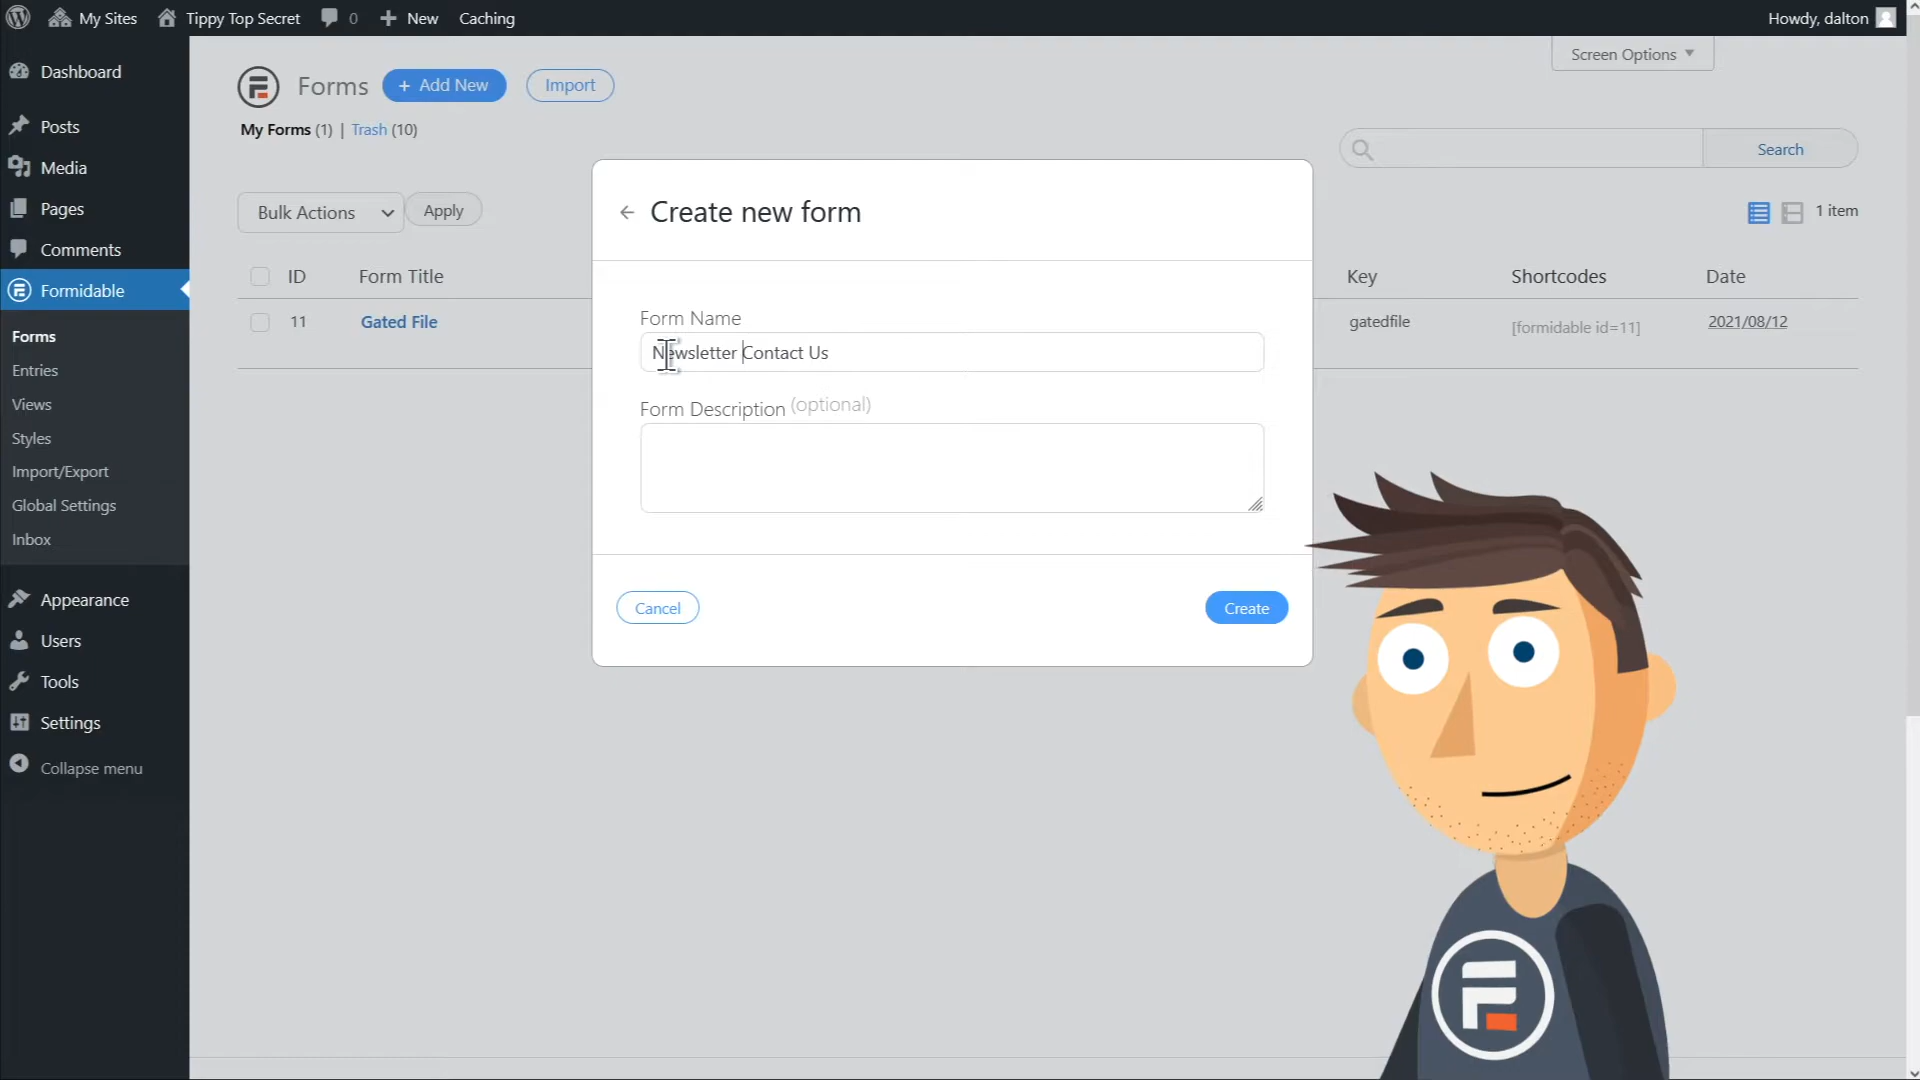 My Sites Tippy Top Secret 0 New Caching Howdy, dalton
Screen Options
Dashboard
Posts
Media
Pages
Comments
Formidable
Forms
Entries
Views
Styles
Import/Export
Global Settings
Inbox
Appearance
Users
Tools
Settings
Collapse menu
Forms + Add New Import
My Forms (1) | Trash (10)
Search
Bulk Actions Apply
1 item
ID Form Title Key Shortcodes Date
11 Gated File gatedfile [formidable id=11] 2021/08/12
← Create new form
Form Name
Newsletter Contact Us
Form Description (optional)
Cancel Create